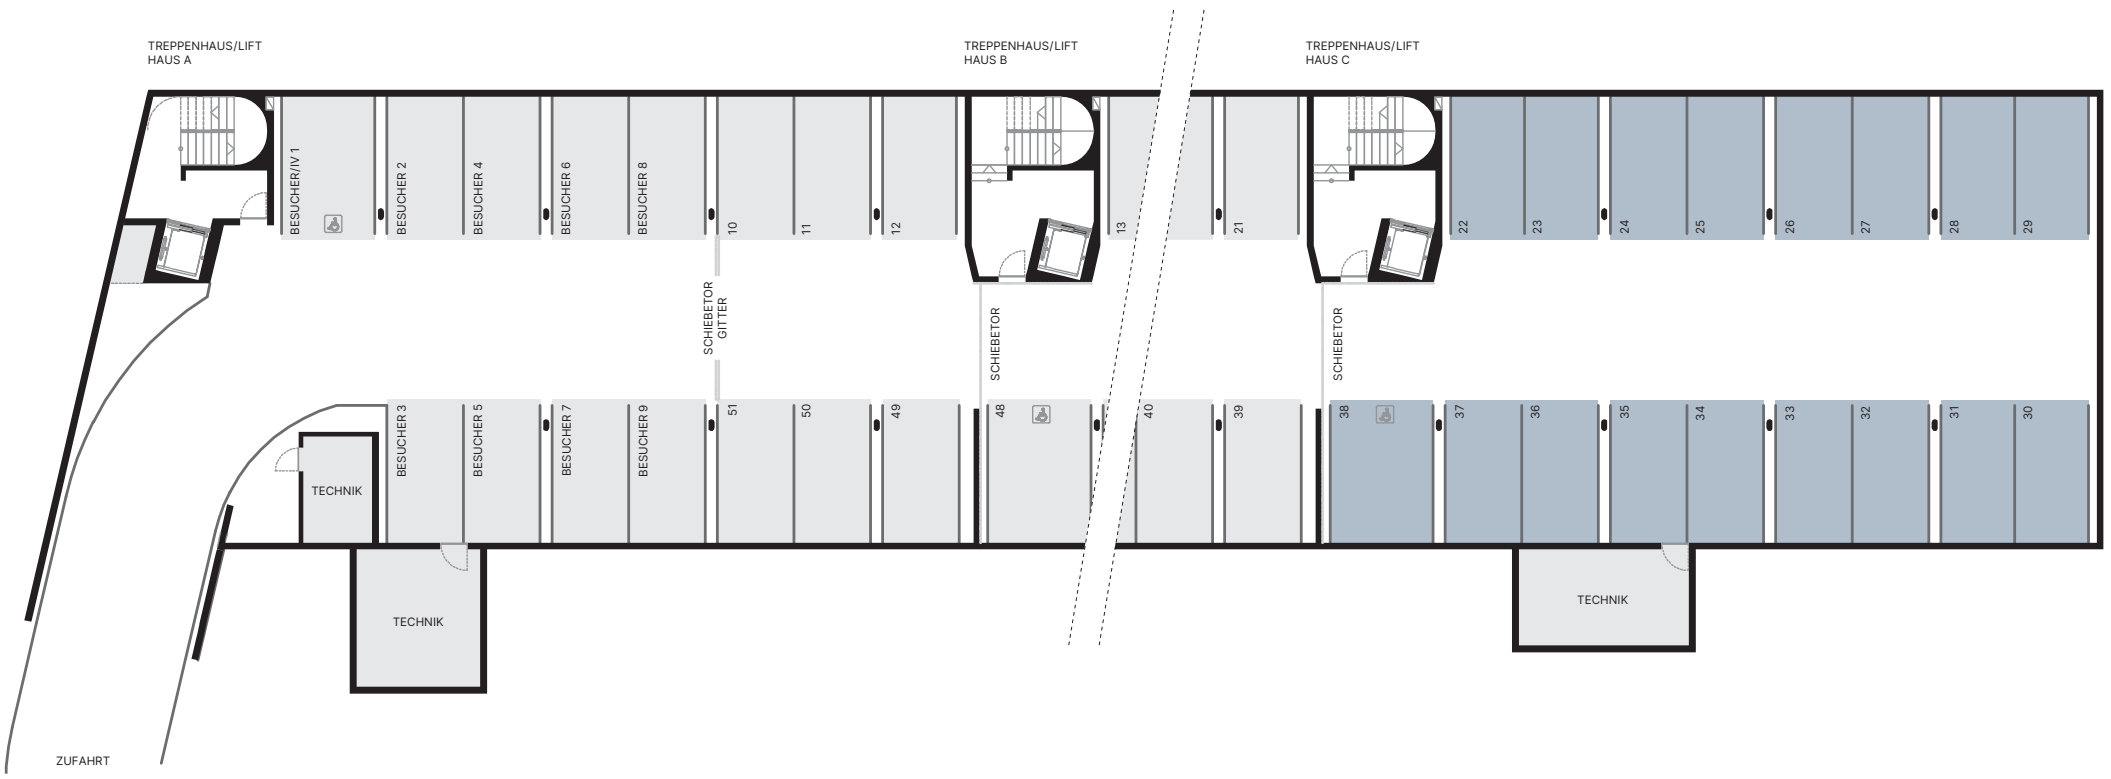 TREPPENHAUS/LIFT
HAUS A
TREPPENHAUS/LIFT
HAUS B
TREPPENHAUS/LIFT
HAUS C
BESUCHER/IV 1
BESUCHER 2
BESUCHER 4
BESUCHER 6
BESUCHER 8
10
11
12
13
21
22
23
24
25
26
27
28
29
SCHIEBETOR
GITTER
SCHIEBETOR
SCHIEBETOR
BESUCHER 3
BESUCHER 5
BESUCHER 7
BESUCHER 9
51
50
49
48
40
39
38
37
36
35
34
33
32
31
30
TECHNIK
TECHNIK
TECHNIK
ZUFAHRT